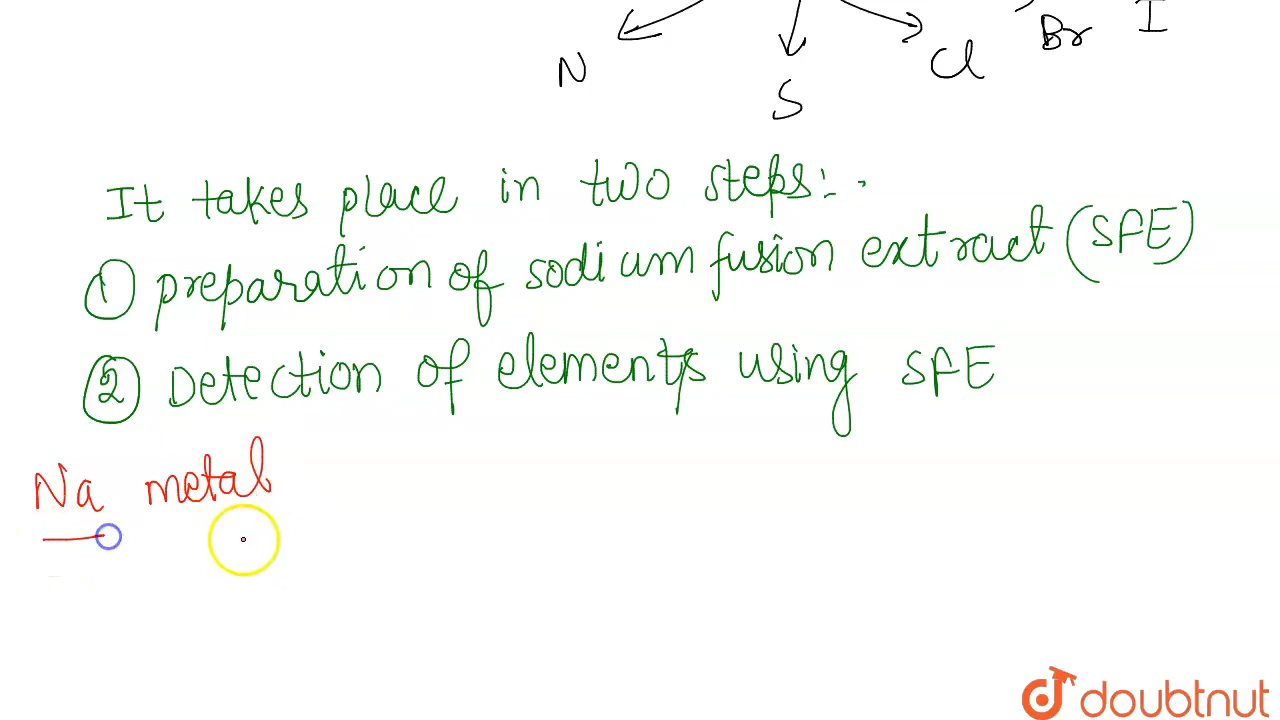 N
S
Cl
Br
I
It takes place in two steps:-
① preparation of sodium fusion extract (SFE)
② Detection of elements using SFE
Na metal
doubtnut